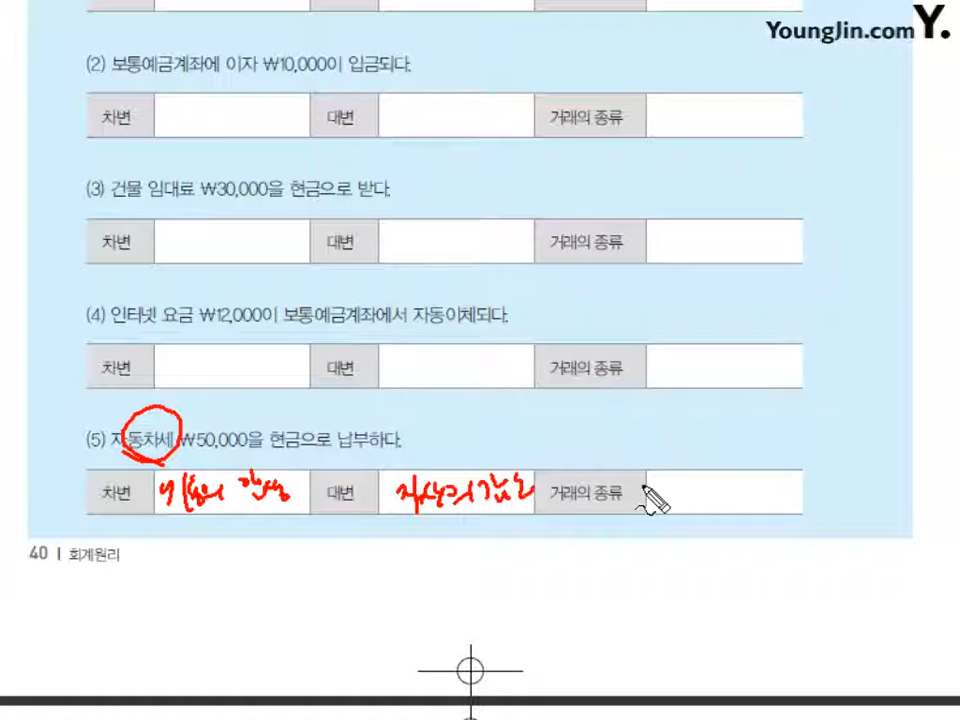 YoungJin.com Y.
(2) 보통예금계좌에 이자 ₩10,000이 입금되다.
차변 대변 거래의 종류
(3) 건물 임대료 ₩30,000을 현금으로 받다.
차변 대변 거래의 종류
(4) 인터넷 요금 ₩12,000이 보통예금계좌에서 자동이체되다.
차변 대변 거래의 종류
(5) 자동차세 ₩50,000을 현금으로 납부하다.
차변 비용의 발생 대변 자산의 감소 거래의 종류
40 | 회계원리